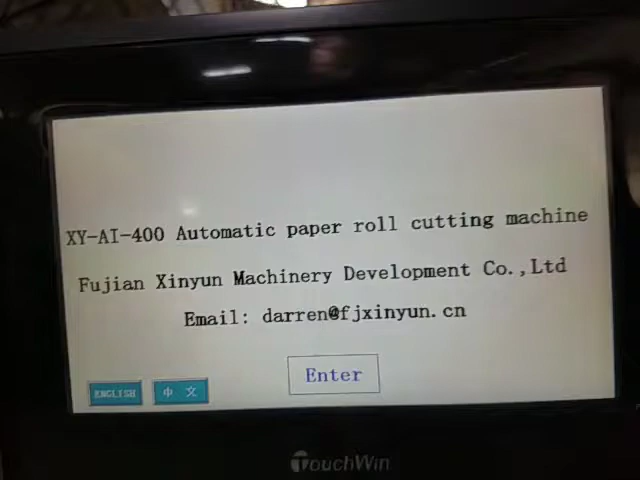 XY-AI-400 Automatic paper roll cutting machine
Fujian Xinyun Machinery Development Co.,Ltd
Email: darren@fjxinyun.cn
Enter
ENGLISH
中 文
TouchWin